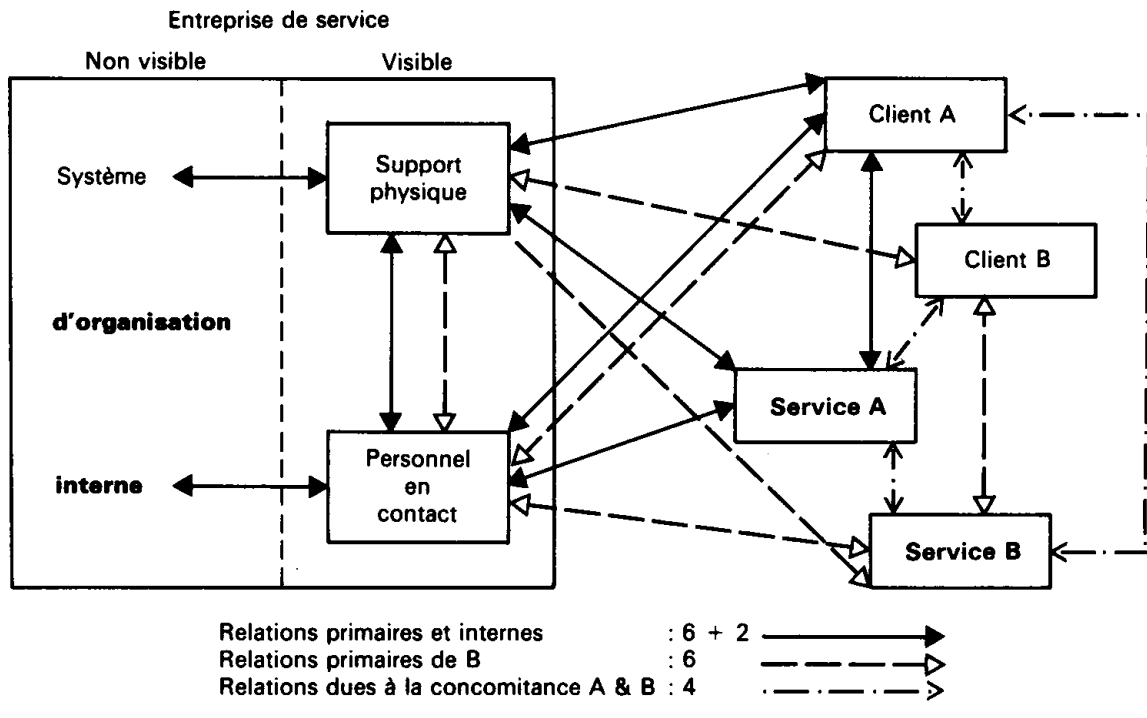 Entreprise de service
Non visible
Visible
Client A
Support
physique
Système
Client B
d'organisation
Service A
Personnel
en
contact
interne
Service B
Relations primaires et internes : 6 + 2
Relations primaires de B : 6
Relations dues à la concomitance A & B : 4